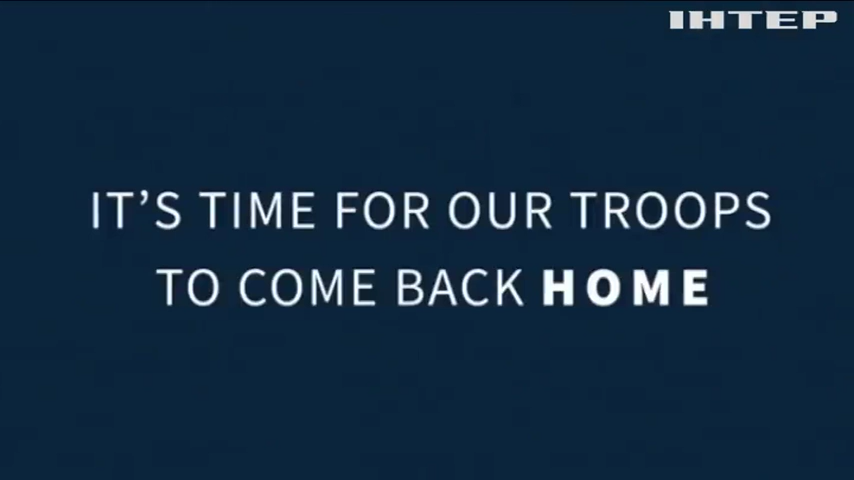 ІНТЕР
IT'S TIME FOR OUR TROOPS
TO COME BACK HOME